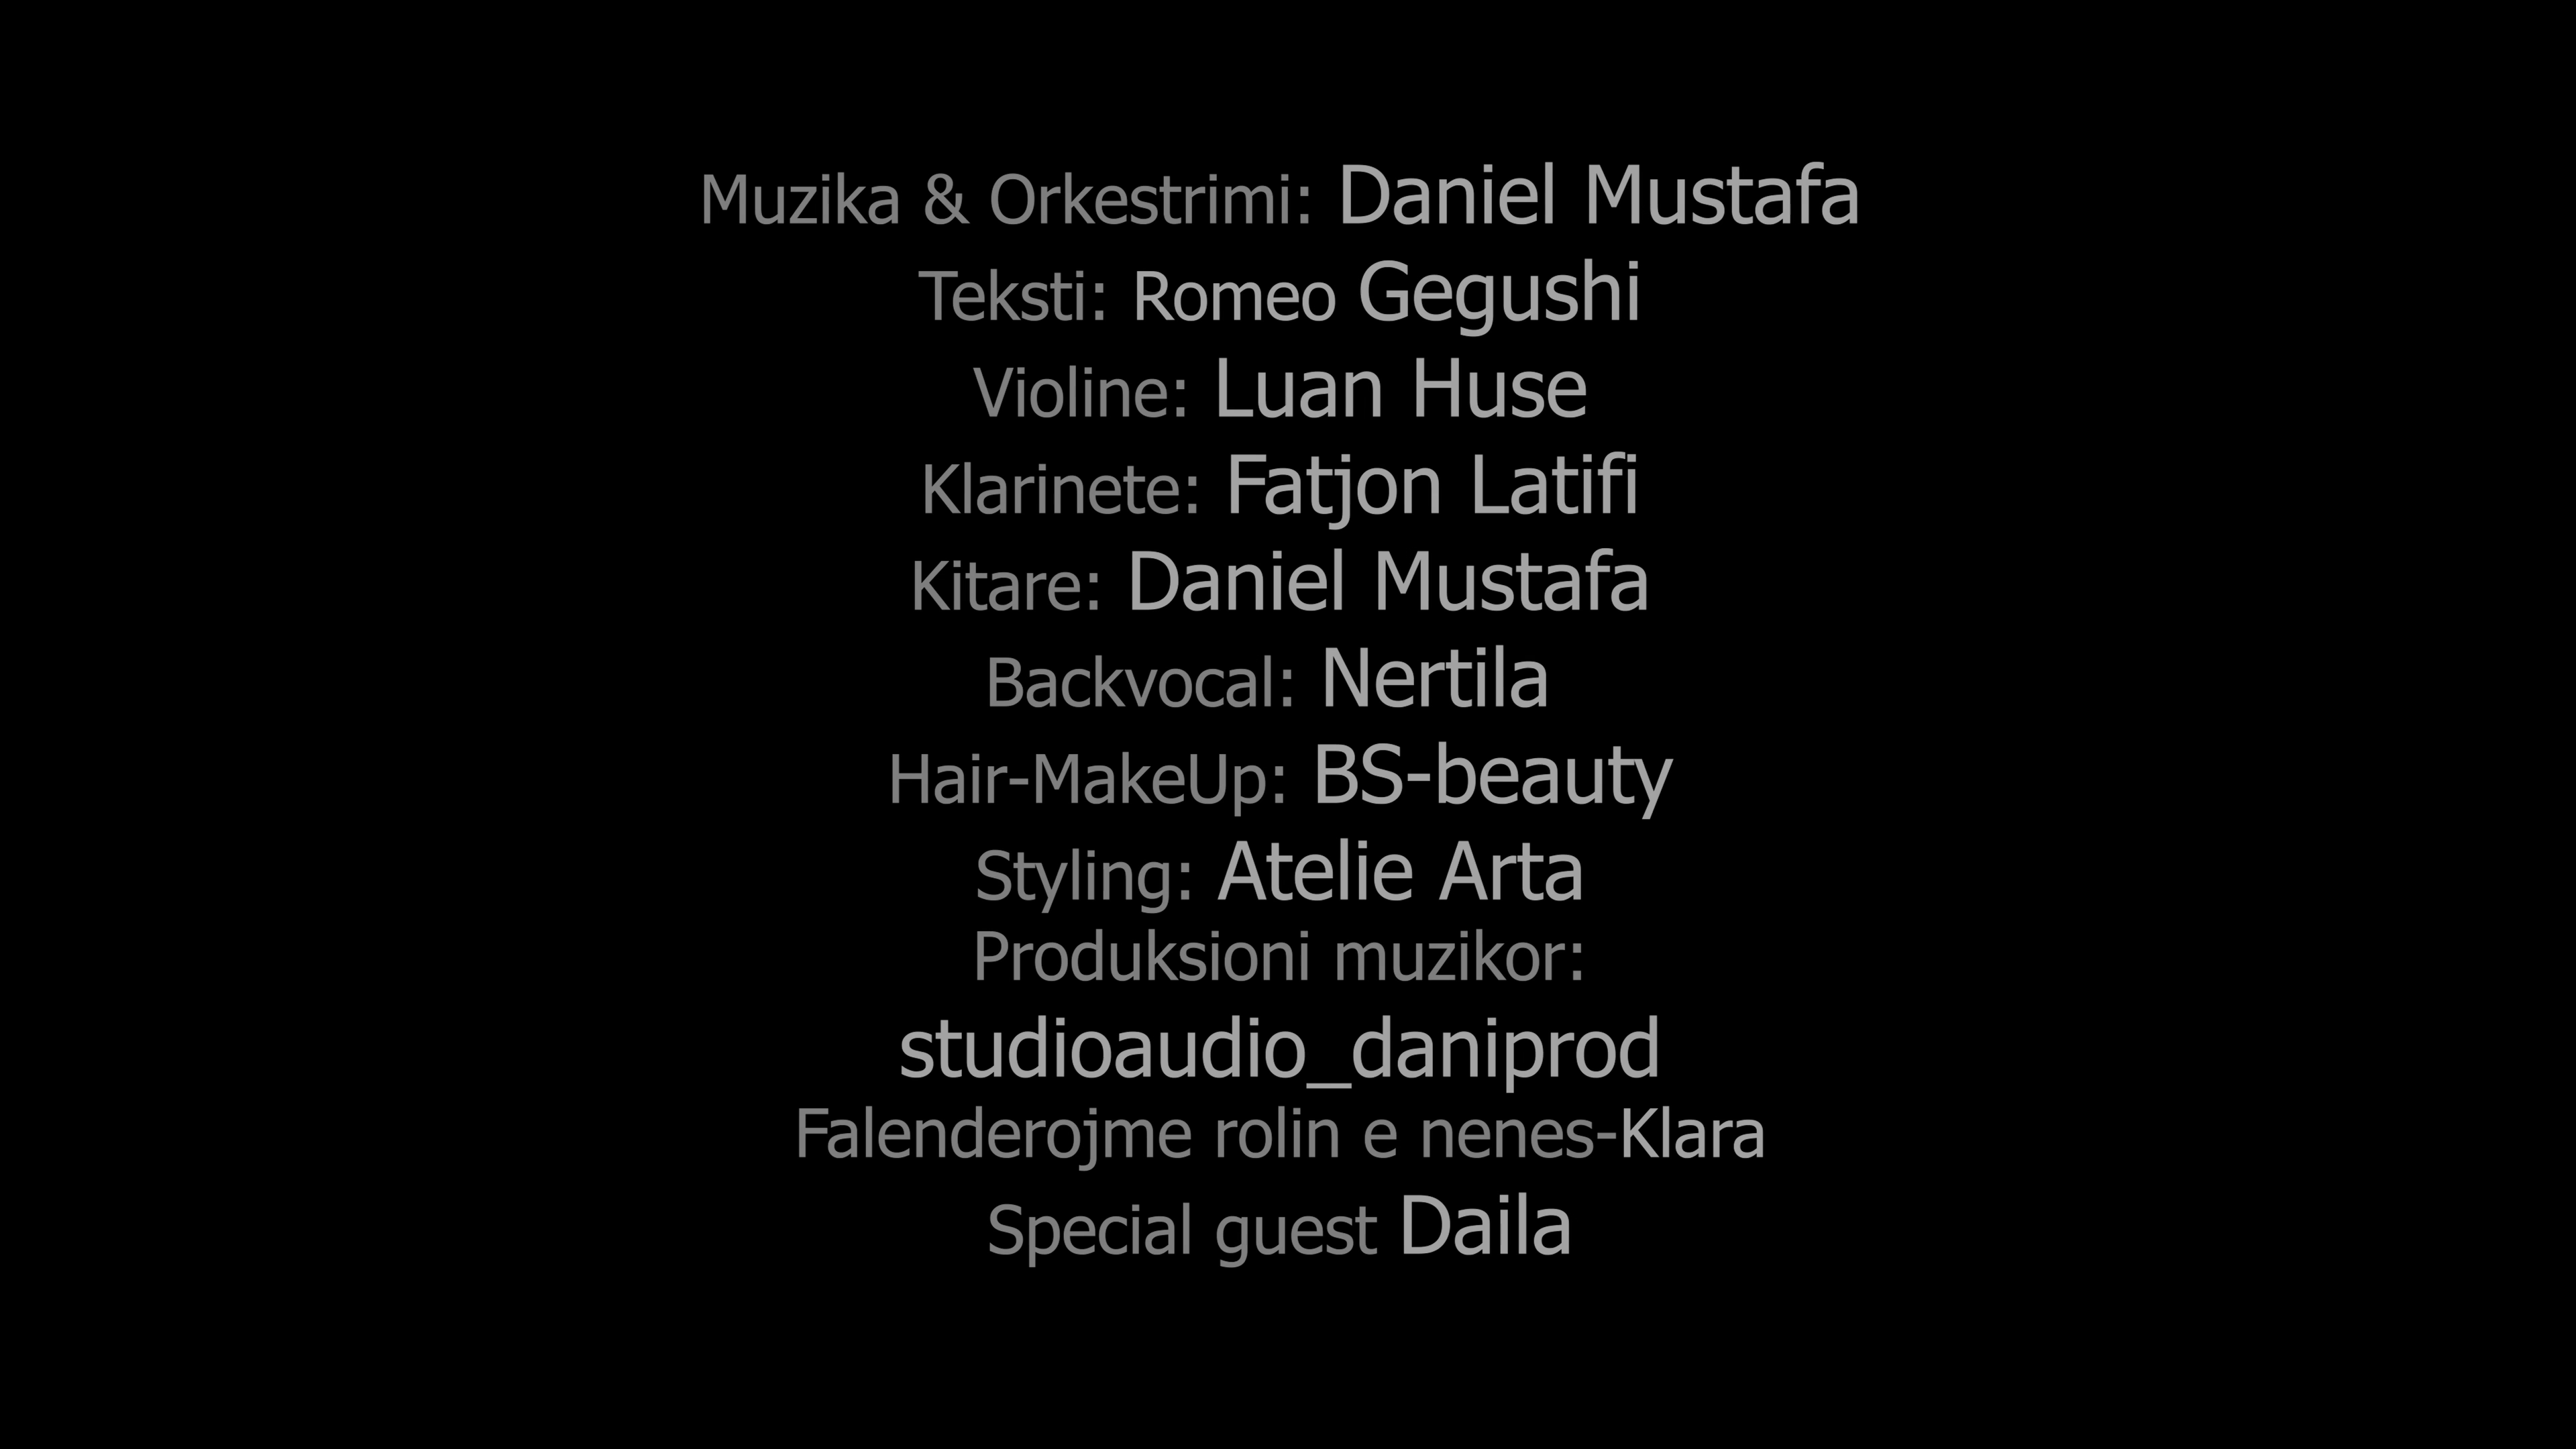 Muzika & Orkestrimi: Daniel Mustafa
Teksti: Romeo Gegushi
Violine: Luan Huse
Klarinete: Fatjon Latifi
Kitare: Daniel Mustafa
Backvocal: Nertila
Hair-MakeUp: BS-beauty
Styling: Atelie Arta
Produksioni muzikor:
studioaudio_daniprod
Falenderojme rolin e nenes-Klara
Special guest Daila